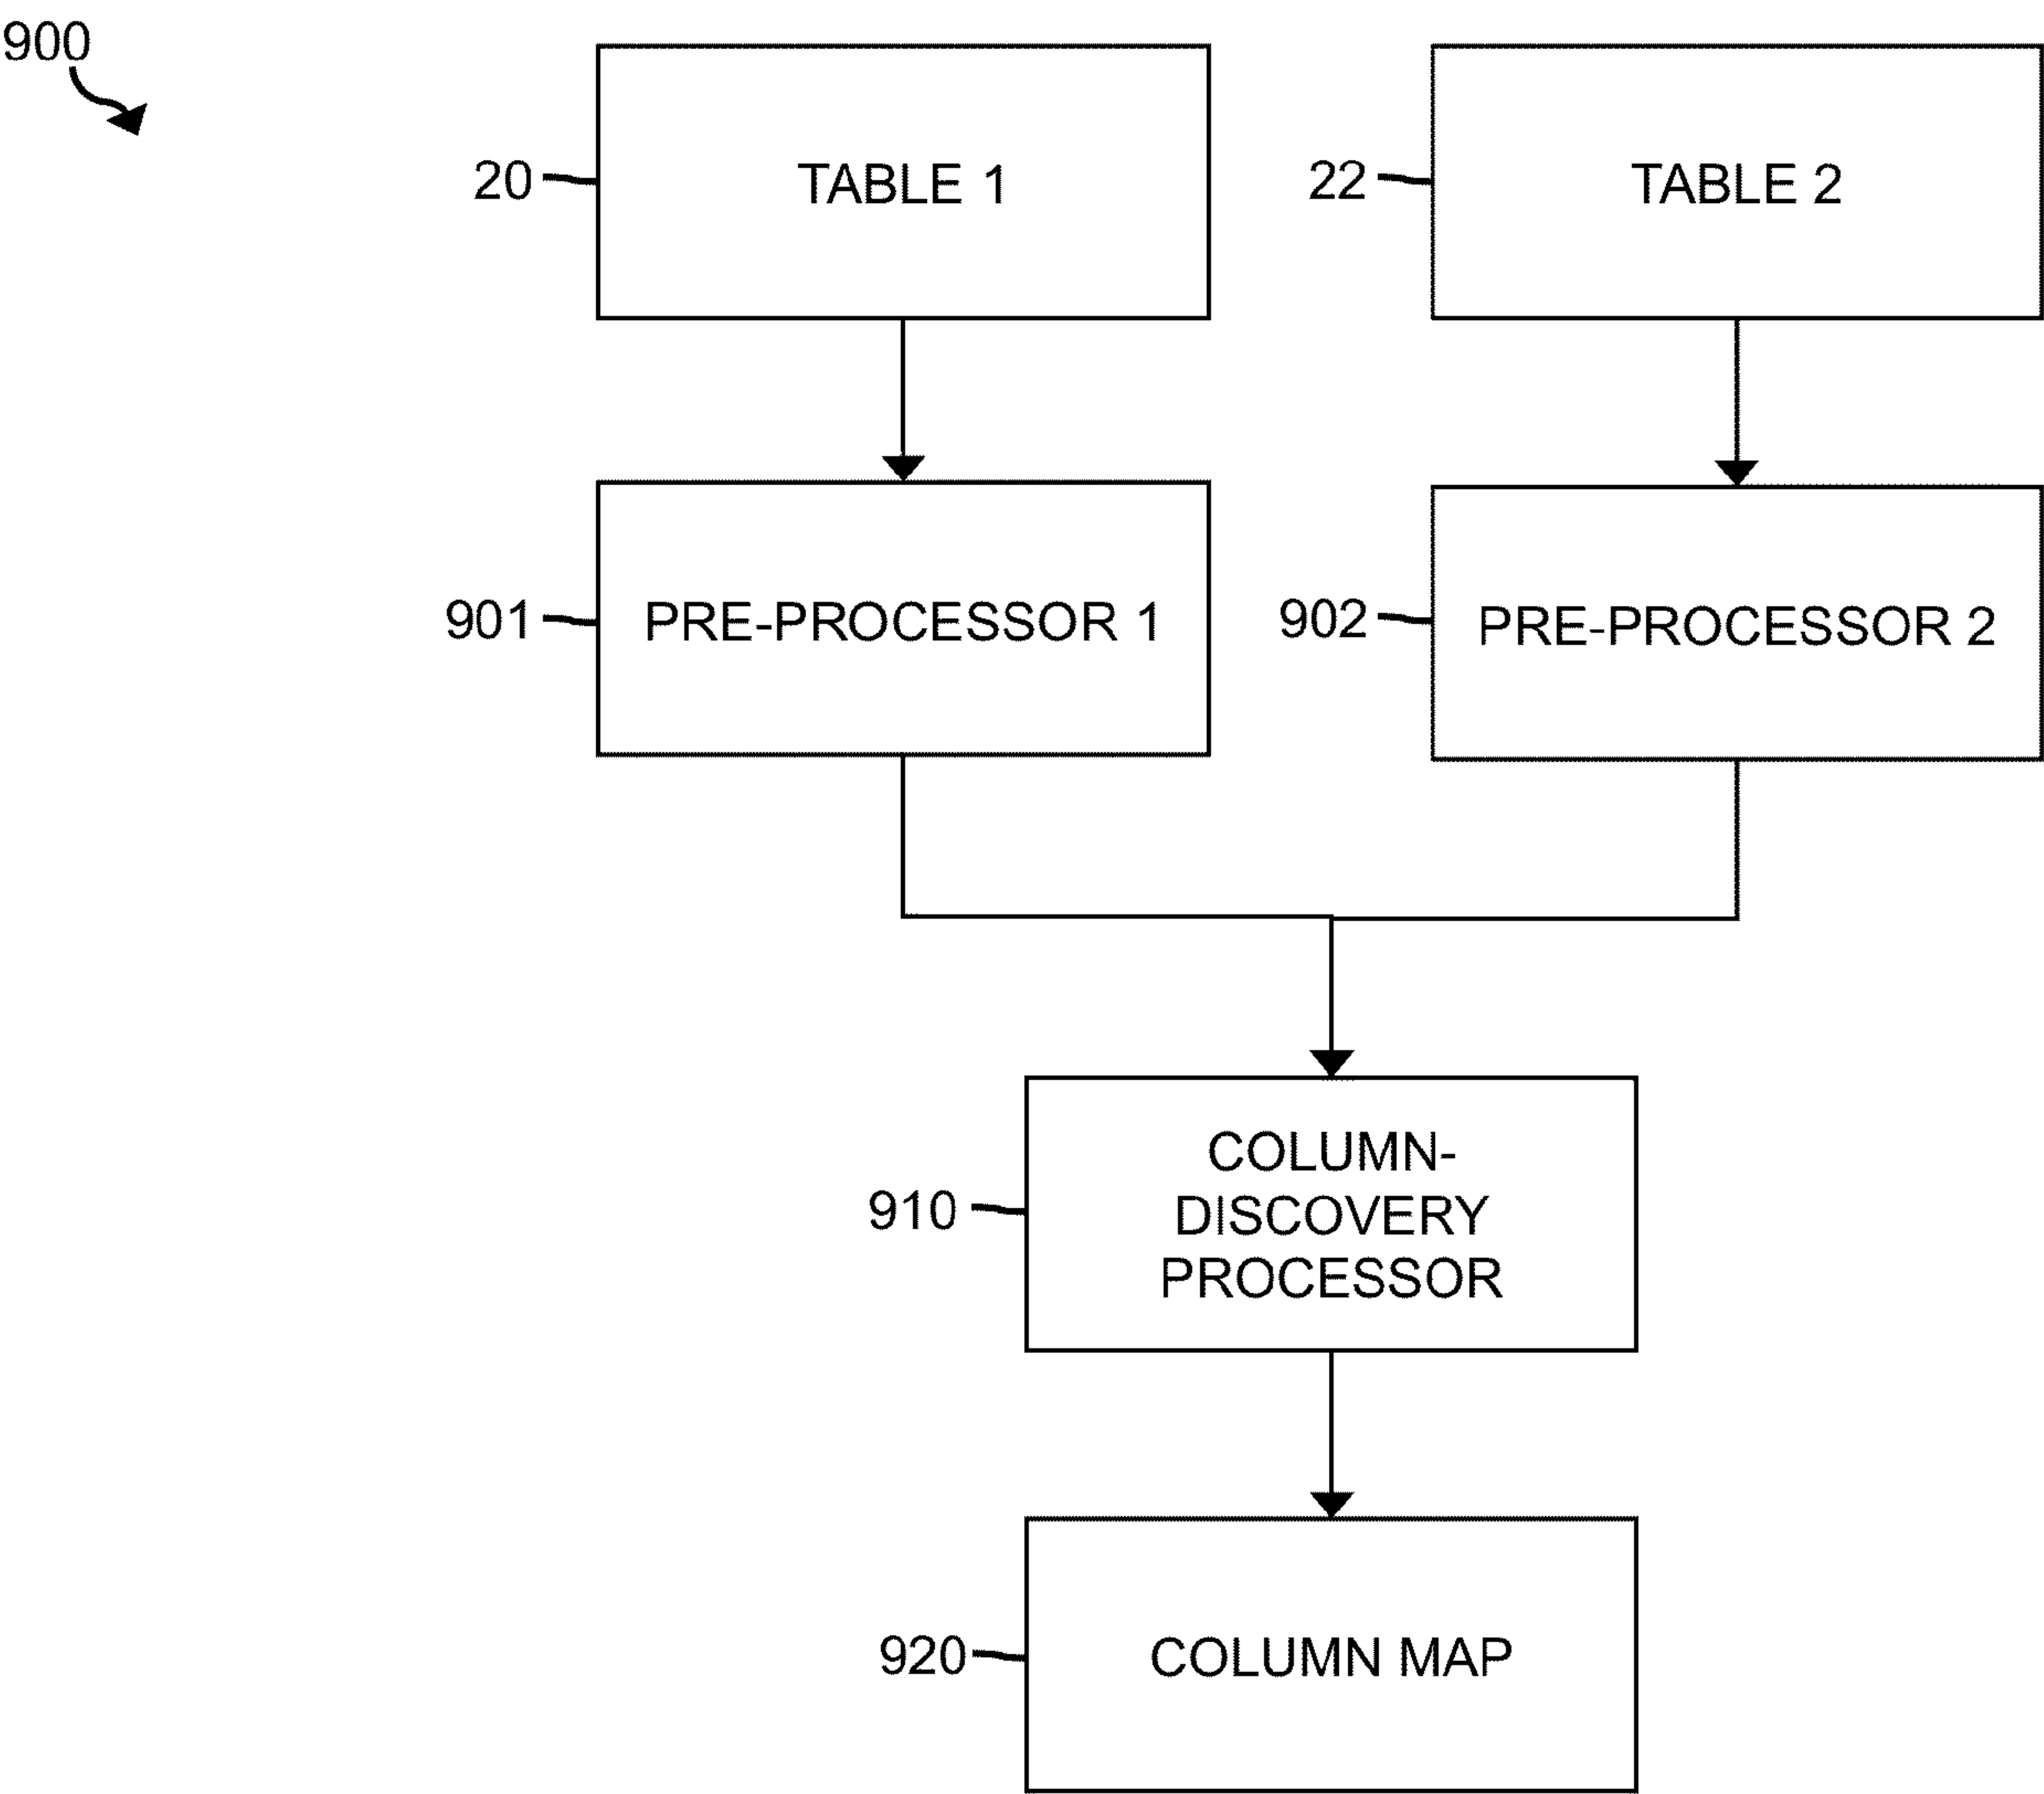 900
20
TABLE 1
22
TABLE 2
901
PRE-PROCESSOR 1
902
PRE-PROCESSOR 2
910
COLUMN-
DISCOVERY
PROCESSOR
920
COLUMN MAP